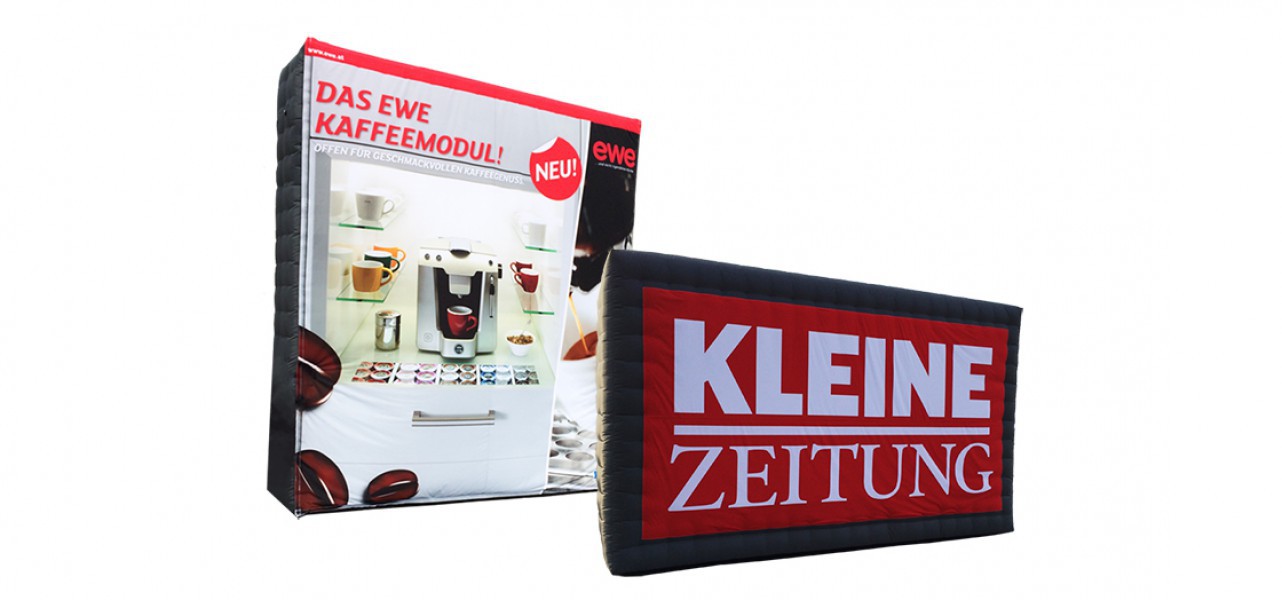 www.ewe.at
DAS EWE
KAFFEEMODUL!
OFFEN FÜR GESCHMACKVOLLEN KAFFEEGENUSS
NEU!
ewe
KLEINE
ZEITUNG